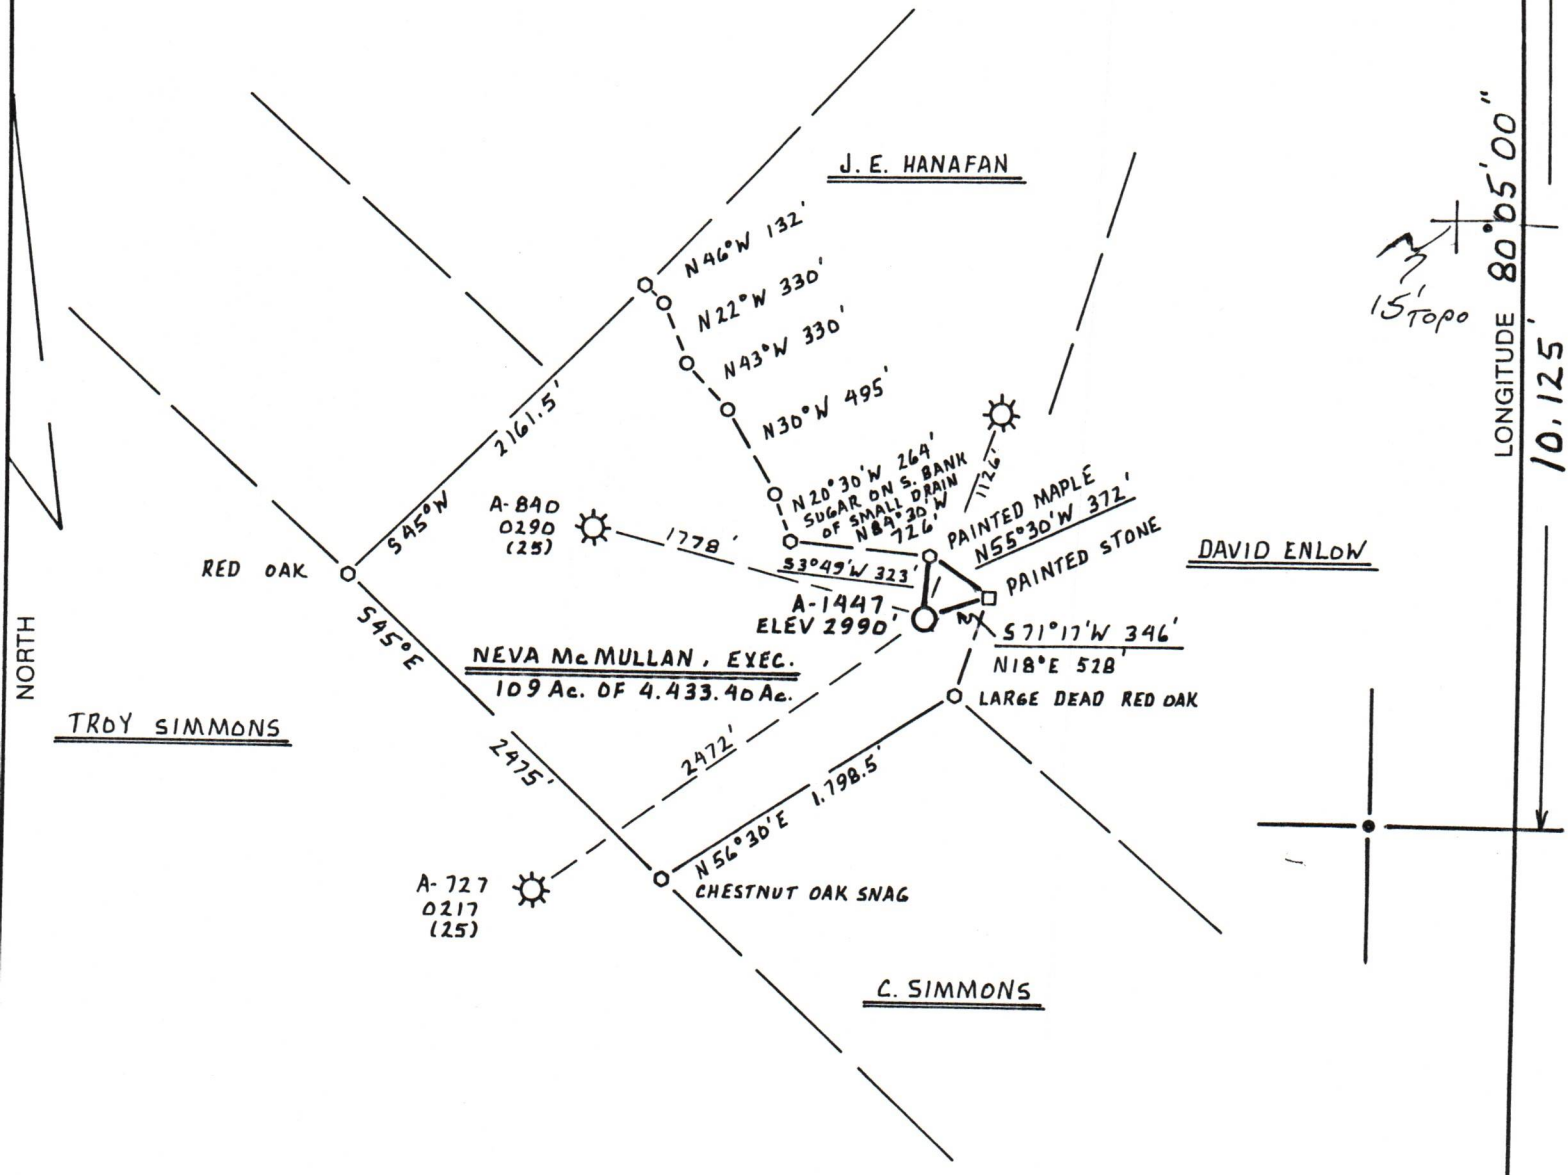 J. E. HANAFAN
N46°W 132'
N22°W 330'
N43°W 330'
N30°W 495'
N20°30'W 264'
SUGAR ON S. BANK
OF SMALL DRAIN
N84°30'W
726'
1126'
PAINTED MAPLE
N55°30'W 372'
PAINTED STONE
DAVID ENLOW
S3°49'W 323'
A-1447
ELEV 2990'
S71°17'W 346'
N18°E 528'
LARGE DEAD RED OAK
A-840
0290
(25)
1778'
2161.5'
S45°W
RED OAK
S45°E
2475'
NEVA McMULLAN, EXEC.
109 Ac. OF 4.433.40 Ac.
TROY SIMMONS
NORTH
2472'
N56°30'E 1.798.5'
A-727
0217
(25)
CHESTNUT OAK SNAG
C. SIMMONS
LONGITUDE 80°05'00"
10.125'
15' TOPO